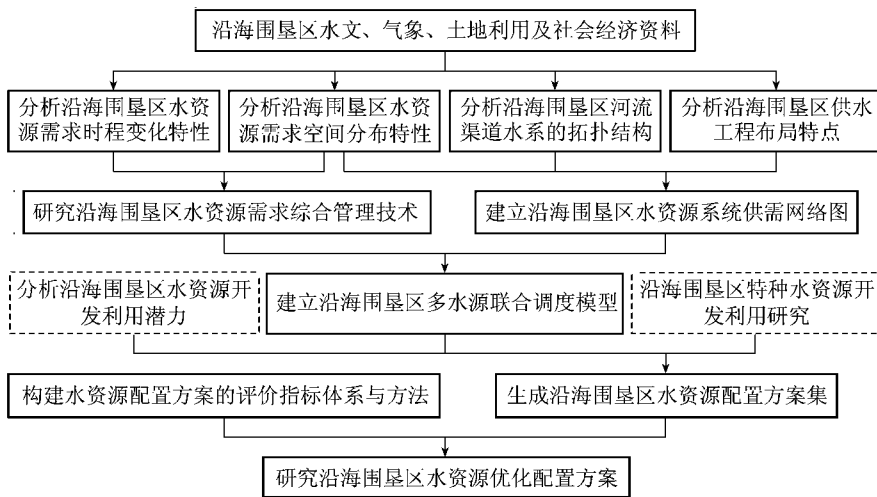 沿海围垦区水文、气象、土地利用及社会经济资料
分析沿海围垦区水资
源需求时程变化特性
分析沿海围垦区水资
源需求空间分布特性
分析沿海围垦区河流
渠道水系的拓扑结构
分析沿海围垦区供水
工程布局特点
研究沿海围垦区水资源需求综合管理技术
建立沿海围垦区水资源系统供需网络图
分析沿海围垦区水资源开
发利用潜力
建立沿海围垦区多水源联合调度模型
沿海围垦区特种水资源开
发利用研究
构建水资源配置方案的评价指标体系与方法
生成沿海围垦区水资源配置方案集
研究沿海围垦区水资源优化配置方案